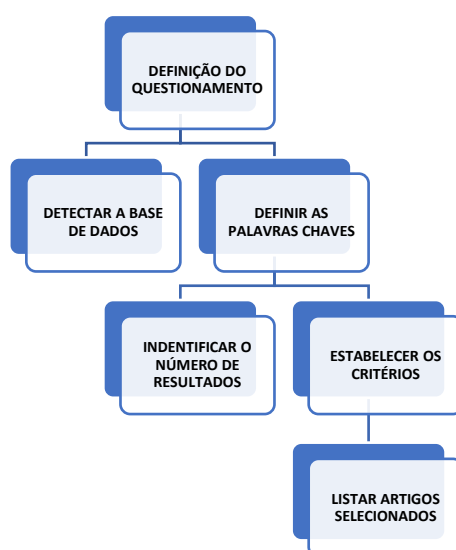 DEFINIÇÃO DO
QUESTIONAMENTO
DETECTAR A BASE
DE DADOS
DEFINIR AS
PALAVRAS CHAVES
INDENTIFICAR O
NÚMERO DE
RESULTADOS
ESTABELECER OS
CRITÉRIOS
LISTAR ARTIGOS
SELECIONADOS